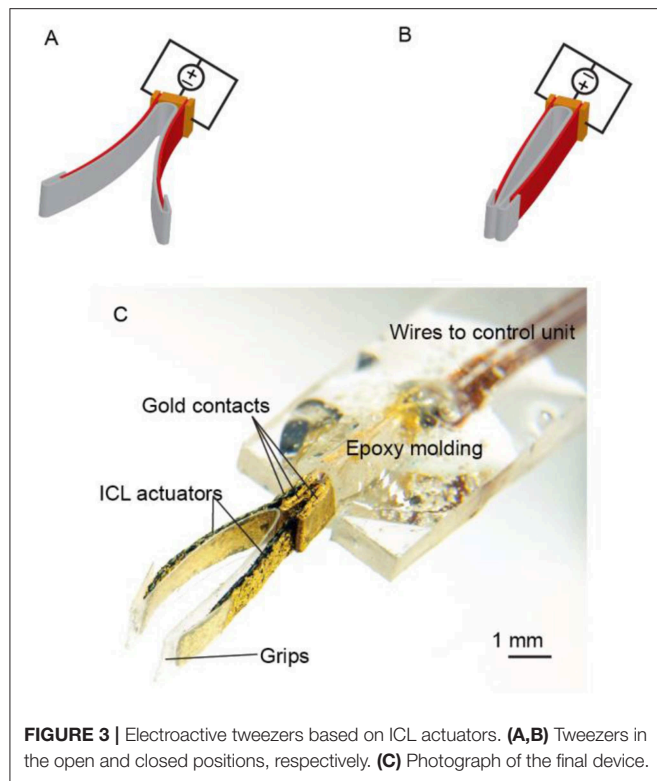 A
B
+
−
−
+
C
Wires to control unit
Gold contacts
Epoxy molding
ICL actuators
Grips
1 mm
FIGURE 3 | Electroactive tweezers based on ICL actuators. (A,B) Tweezers in
the open and closed positions, respectively. (C) Photograph of the final device.